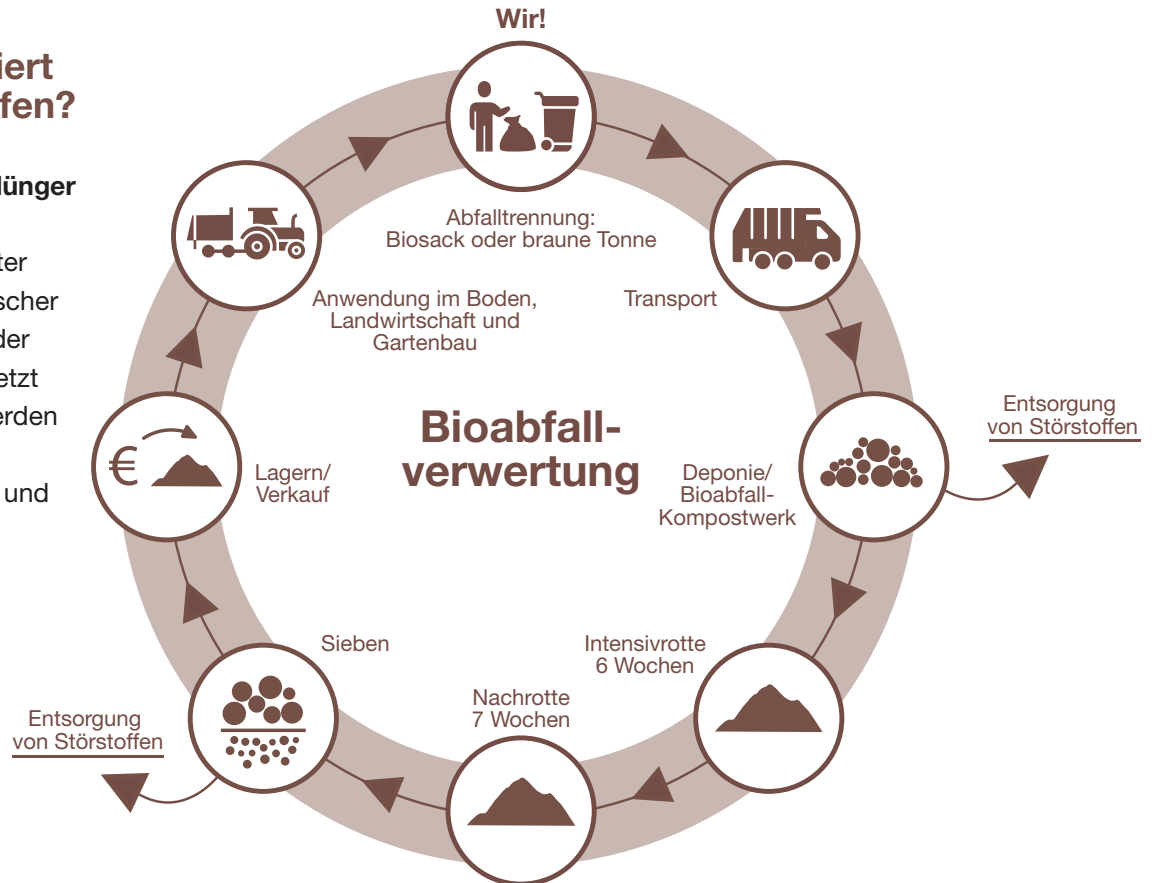 iert
fen?
lünger
ter
scher
der
etzt
erden
und
Wir!
Abfalltrennung:
Biosack oder braune Tonne
Transport
Entsorgung
von Störstoffen
Deponie/
Bioabfall-
Kompostwerk
Intensivrotte
6 Wochen
Nachrotte
7 Wochen
Sieben
Entsorgung
von Störstoffen
€
Lagern/
Verkauf
Anwendung im Boden,
Landwirtschaft und
Gartenbau
Bioabfall-
verwertung